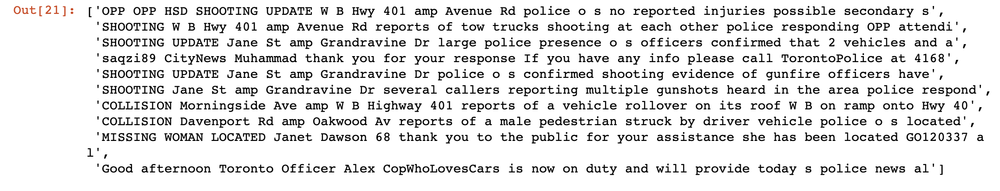 Out[21]: ['OPP OPP HSD SHOOTING UPDATE W B Hwy 401 amp Avenue Rd police o s no reported injuries possible secondary s',
'SHOOTING W B Hwy 401 amp Avenue Rd reports of tow trucks shooting at each other police responding OPP attendi',
'SHOOTING UPDATE Jane St amp Grandravine Dr large police presence o s officers confirmed that 2 vehicles and a',
'saqzi89 CityNews Muhammad thank you for your response If you have any info please call TorontoPolice at 4168',
'SHOOTING UPDATE Jane St amp Grandravine Dr police o s confirmed shooting evidence of gunfire officers have',
'SHOOTING Jane St amp Grandravine Dr several callers reporting multiple gunshots heard in the area police respond',
'COLLISION Morningside Ave amp W B Highway 401 reports of a vehicle rollover on its roof W B on ramp onto Hwy 40',
'COLLISION Davenport Rd amp Oakwood Av reports of a male pedestrian struck by driver vehicle police o s located',
'MISSING WOMAN LOCATED Janet Dawson 68 thank you to the public for your assistance she has been located GO120337 a
l',
'Good afternoon Toronto Officer Alex CopWhoLovesCars is now on duty and will provide today s police news al']